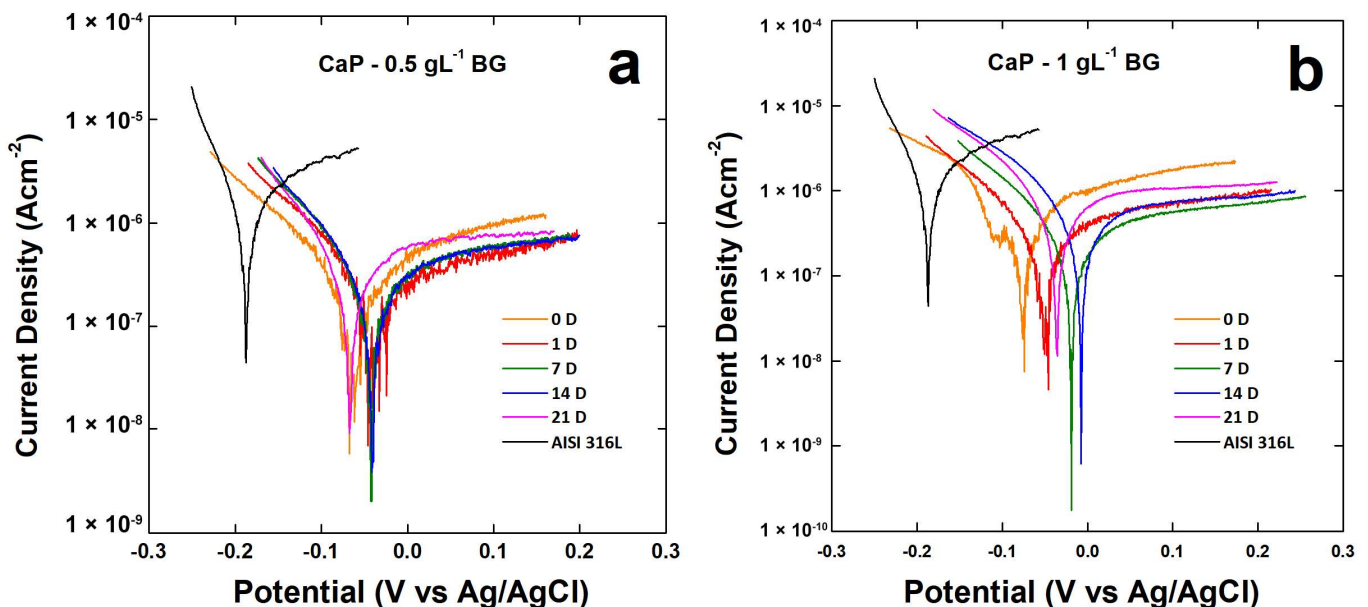 a
CaP - 0.5 gL⁻¹ BG
1 × 10⁻⁴
1 × 10⁻⁵
1 × 10⁻⁶
1 × 10⁻⁷
1 × 10⁻⁸
1 × 10⁻⁹
Current Density (Acm⁻²)
0 D
1 D
7 D
14 D
21 D
AISI 316L
-0.3 -0.2 -0.1 0.0 0.1 0.2 0.3
Potential (V vs Ag/AgCl)
b
CaP - 1 gL⁻¹ BG
1 × 10⁻⁴
1 × 10⁻⁵
1 × 10⁻⁶
1 × 10⁻⁷
1 × 10⁻⁸
1 × 10⁻⁹
1 × 10⁻¹⁰
Current Density (Acm⁻²)
0 D
1 D
7 D
14 D
21 D
AISI 316L
-0.3 -0.2 -0.1 0.0 0.1 0.2 0.3
Potential (V vs Ag/AgCl)